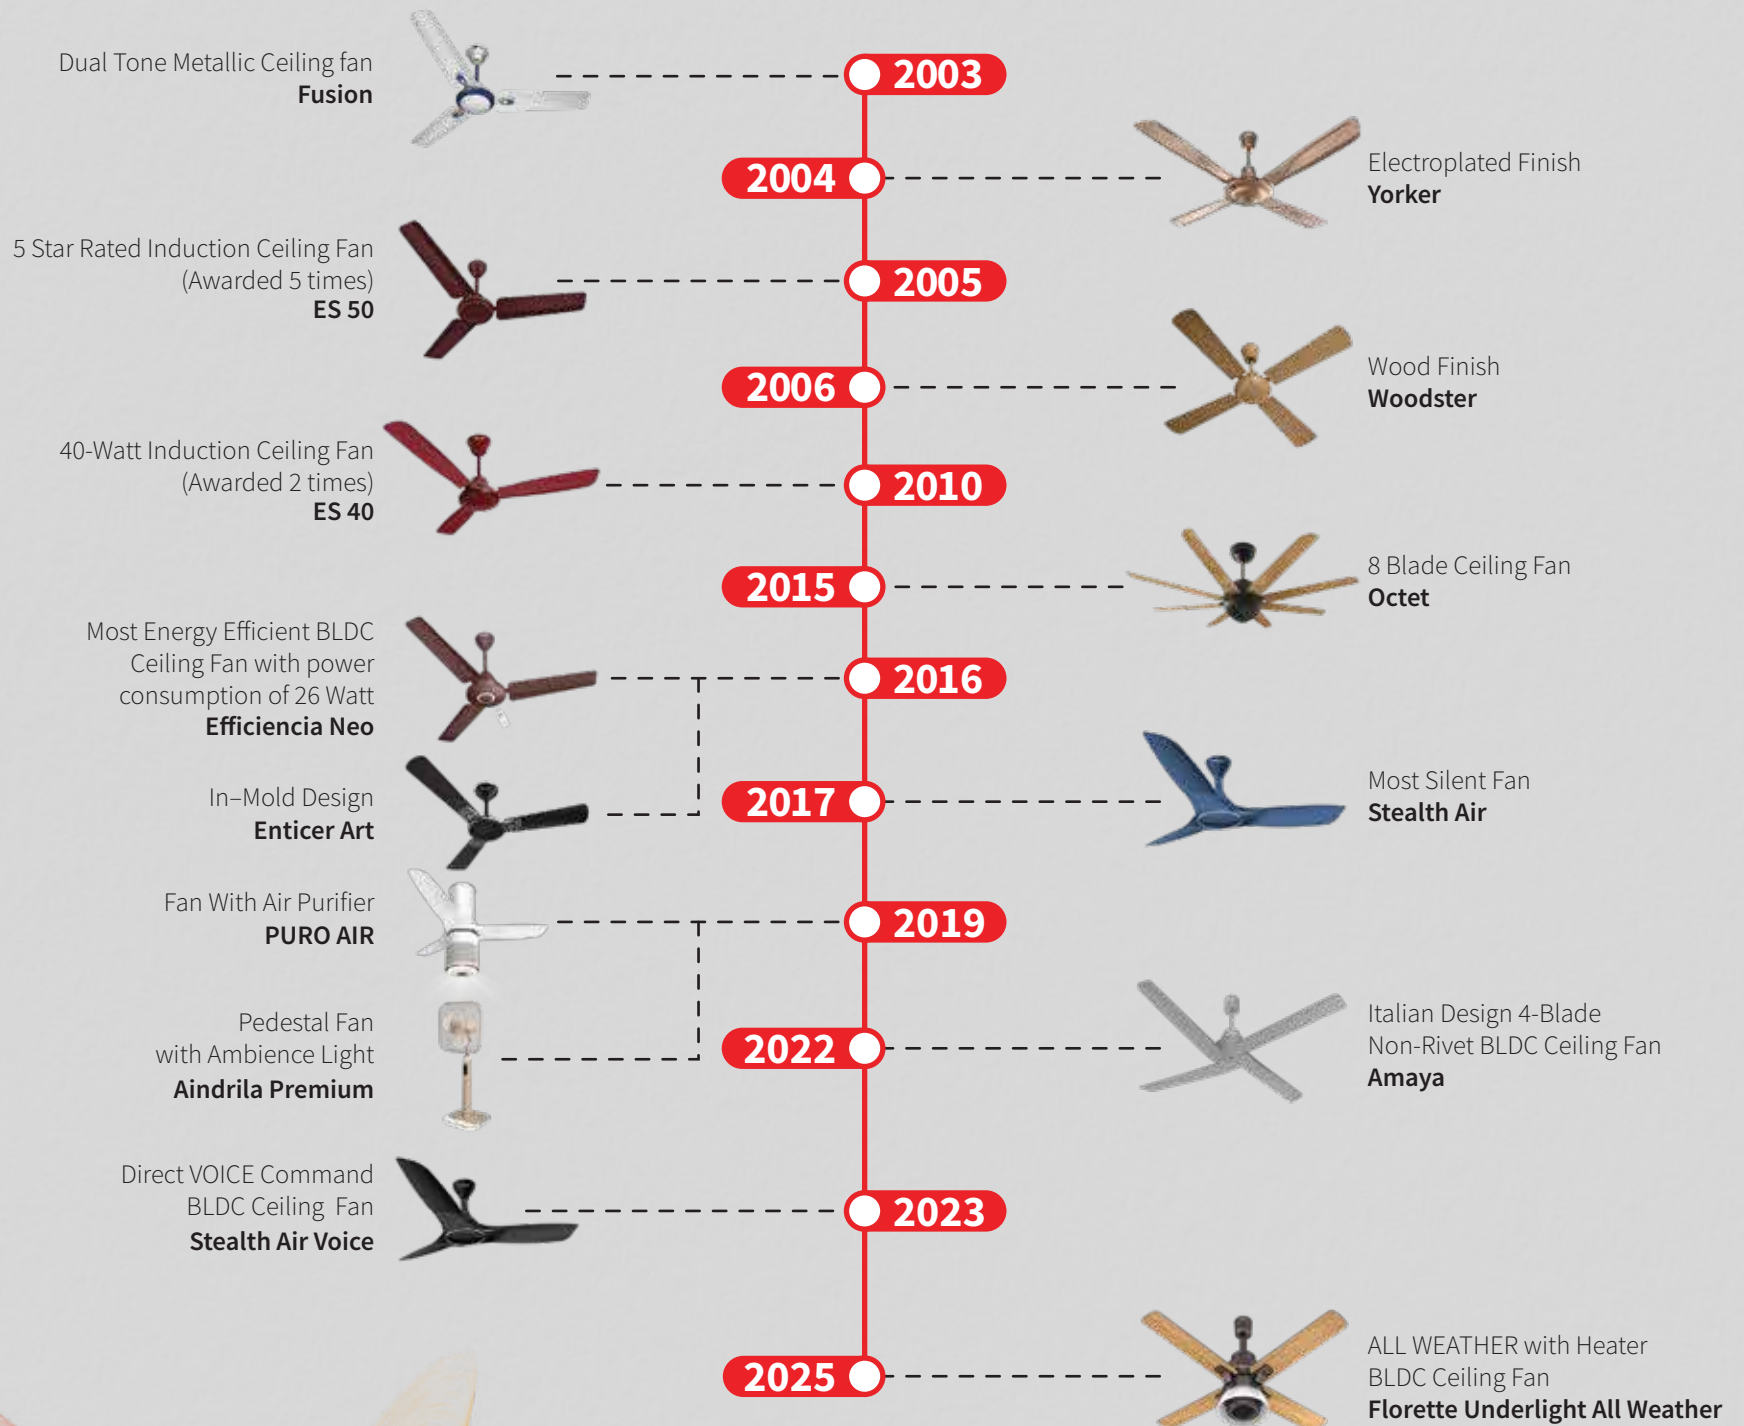 Dual Tone Metallic Ceiling fan
Fusion
2003
2004
Electroplated Finish
Yorker
5 Star Rated Induction Ceiling Fan
(Awarded 5 times)
ES 50
2005
2006
Wood Finish
Woodster
40-Watt Induction Ceiling Fan
(Awarded 2 times)
ES 40
2010
2015
8 Blade Ceiling Fan
Octet
Most Energy Efficient BLDC
Ceiling Fan with power
consumption of 26 Watt
Efficiencia Neo
2016
In–Mold Design
Enticer Art
2017
Most Silent Fan
Stealth Air
Fan With Air Purifier
PURO AIR
2019
Pedestal Fan
with Ambience Light
Aindrila Premium
2022
Italian Design 4-Blade
Non-Rivet BLDC Ceiling Fan
Amaya
Direct VOICE Command
BLDC Ceiling Fan
Stealth Air Voice
2023
2025
ALL WEATHER with Heater
BLDC Ceiling Fan
Florette Underlight All Weather